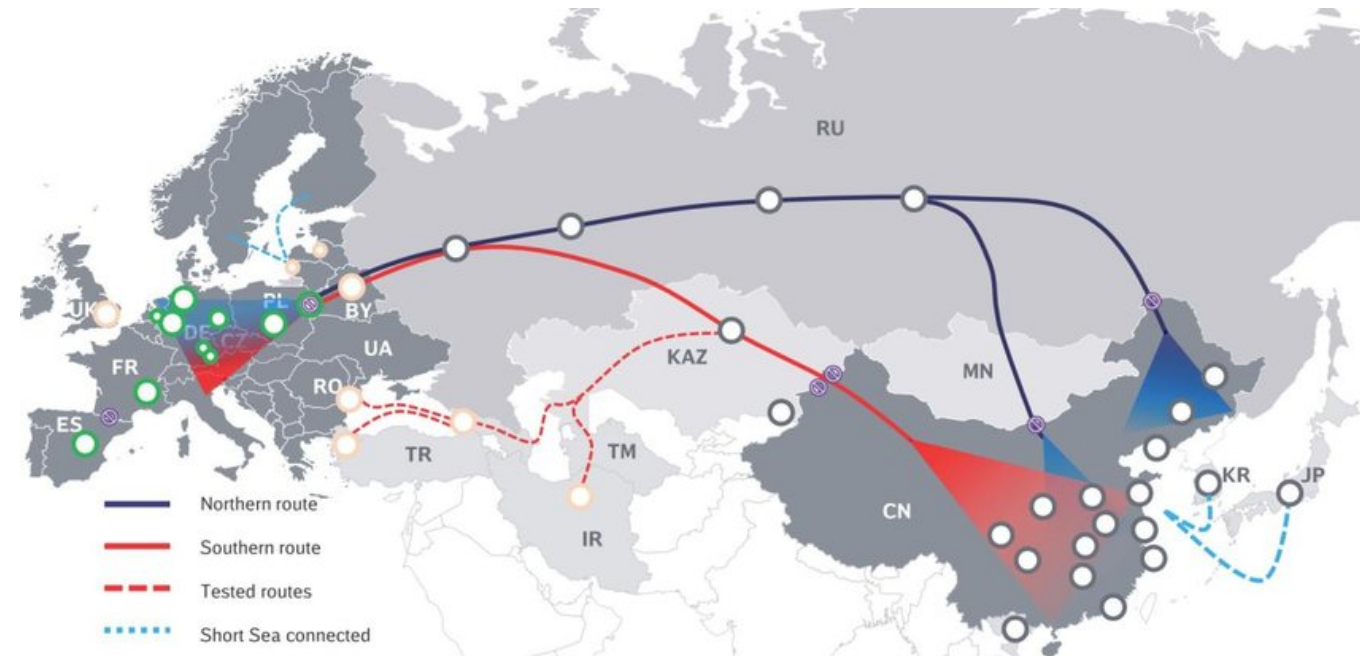 RU
UK
PL
BY
DE
CZ
UA
FR
KAZ
MN
RO
ES
TR
TM
KR
JP
CN
IR
Northern route
Southern route
Tested routes
Short Sea connected